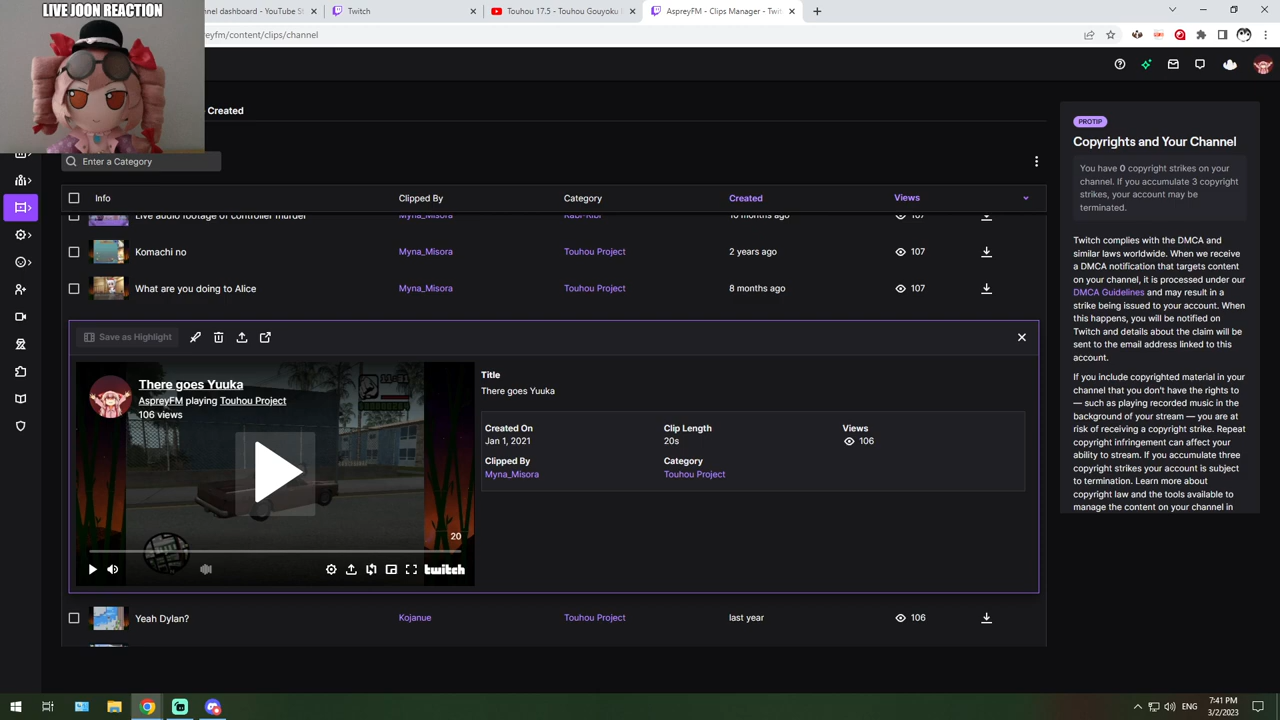 LIVE JOON REACTION
nnel dashboard - YouTube St
Twitch
Touhou 17.5 - Touhou Gouyoku I
AspreyFM - Clips Manager - Twit
eyfm/content/clips/channel
Created
Enter a Category
Info
Clipped By
Category
Created
Views
Live audio footage of controller murder
Myna_Misora
Kabi-Kibi
10 months ago
107
Komachi no
Myna_Misora
Touhou Project
2 years ago
107
What are you doing to Alice
Myna_Misora
Touhou Project
8 months ago
107
Save as Highlight
There goes Yuuka
AspreyFM playing Touhou Project
106 views
20
twitch
Title
There goes Yuuka
Created On
Jan 1, 2021
Clip Length
20s
Views
106
Clipped By
Myna_Misora
Category
Touhou Project
Yeah Dylan?
Kojanue
Touhou Project
last year
106
PROTIP
Copyrights and Your Channel
You have 0 copyright strikes on
your channel. If you accumulate 3 copyright
strikes, your account may be
terminated.
Twitch complies with the DMCA and
similar laws worldwide. When we receive
a DMCA notification that targets content
on your channel, it is processed under our
DMCA Guidelines and may result in a
strike being issued to your account. When
this happens, you will be notified on
Twitch and details about the claim will be
sent to the email address linked to this
account.
If you include copyrighted material in your
channel that you don't have the rights to
— such as playing recorded music in the
background of your stream — you are at
risk of receiving a copyright strike. Repeat
copyright infringement can affect your
ability to stream. If you accumulate three
copyright strikes your account is subject
to termination. Learn more about
copyright law and the tools available to
manage the content on your channel in
ENG
7:41 PM
3/2/2023